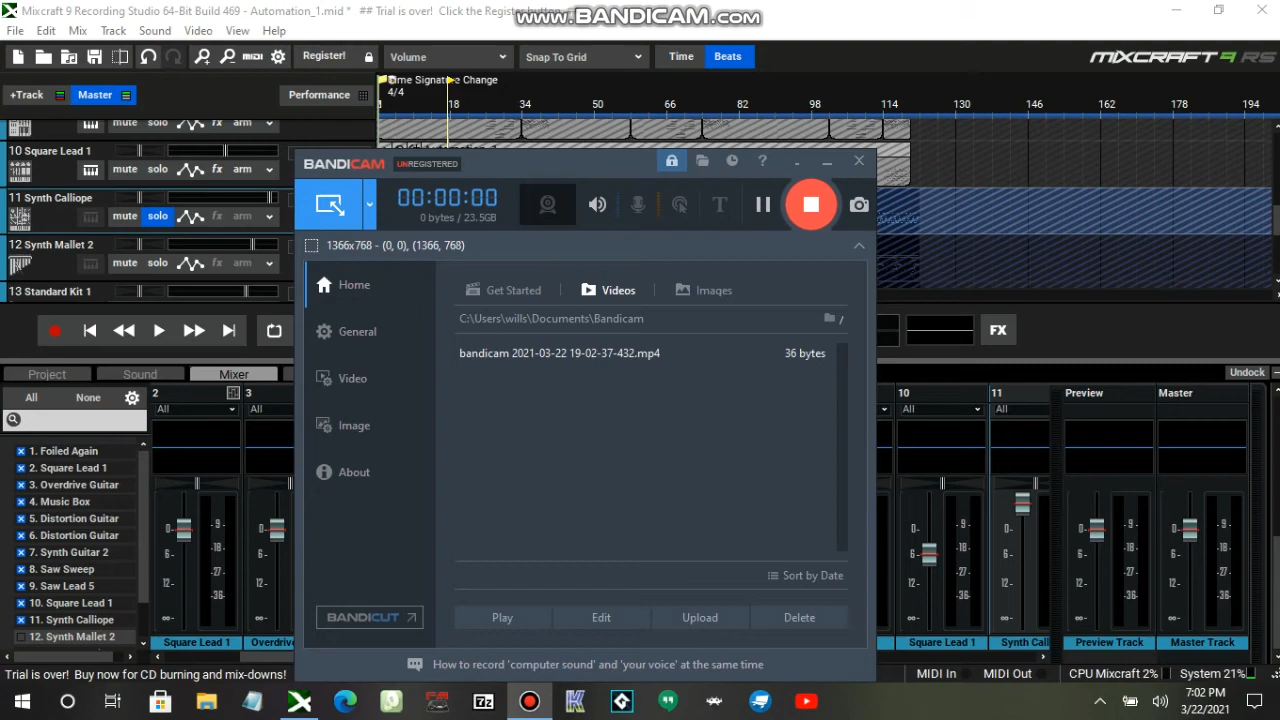 Mixcraft 9 Recording Studio 64-Bit Build 469 - Automation_1.mid * ## Trial is over! Click the Register button
www.BANDICAM.com
File Edit Mix Track Sound Video View Help
Register! Volume Snap To Grid Time Beats MIXCRAFT 9 RS
Time Signature Change
4/4
+Track Master Performance
18 34 50 66 82 98 114 130 146 162 178 194
mute solo fx arm
10 Square Lead 1
mute solo fx arm
11 Synth Calliope
mute solo fx arm
12 Synth Mallet 2
mute solo fx arm
13 Standard Kit 1
FX
BANDICAM UNREGISTERED
00:00:00
0 bytes / 23.5GB
1366x768 - (0, 0), (1366, 768)
Home
General
Video
Image
About
BANDICUT
Get Started Videos Images
C:\Users\wills\Documents\Bandicam
bandicam 2021-03-22 19-02-37-432.mp4 36 bytes
Sort by Date
Play Edit Upload Delete
How to record 'computer sound' and 'your voice' at the same time
Project Sound Mixer Undock
All None
2 3 10 11 Preview Master
All All All All
1. Foiled Again
2. Square Lead 1
3. Overdrive Guitar
4. Music Box
5. Distortion Guitar
6. Distortion Guitar
7. Synth Guitar 2
8. Saw Sweep
9. Saw Lead 5
10. Square Lead 1
11. Synth Calliope
12. Synth Mallet 2
0 6 12 -9 -18 -27 -36
Square Lead 1 Overdrive Square Lead 1 Synth Call Preview Track Master Track
Trial is over! Buy now for CD burning and mix-downs! MIDI In MIDI Out CPU Mixcraft 2% System 21%
7:02 PM
3/22/2021